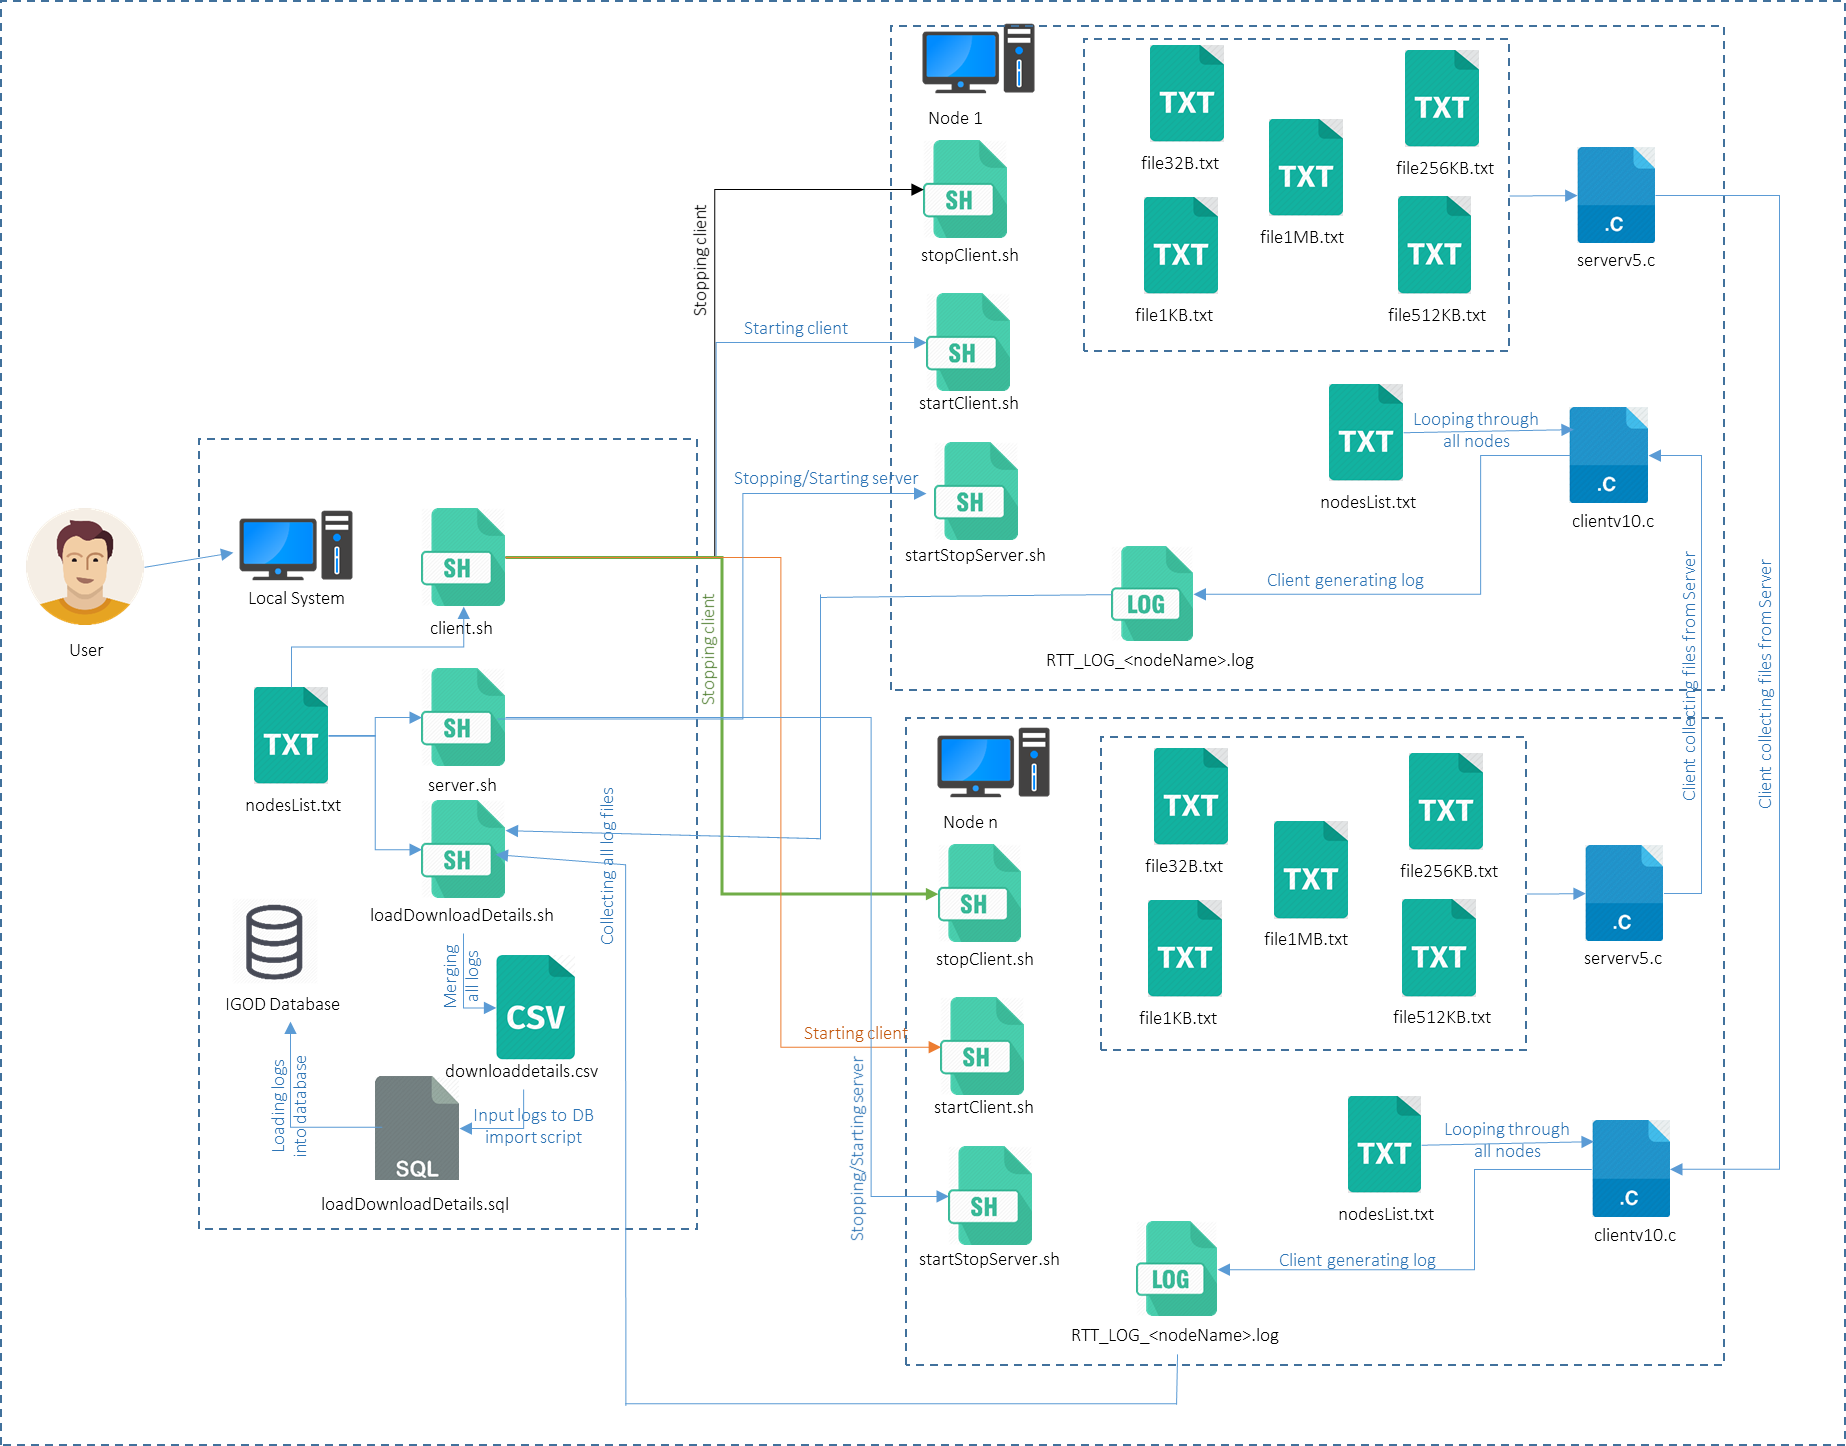 User
Local System
SH
client.sh
TXT
nodesList.txt
SH
server.sh
SH
loadDownloadDetails.sh
Merging
all logs
IGOD Database
CSV
downloaddetails.csv
Loading logs
into database
Input logs to DB
import script
SQL
loadDownloadDetails.sql
Collecting all log files
Stopping client
Starting client
Stopping/Starting server
Stopping client
Starting client
Stopping/Starting server
Node 1
SH
stopClient.sh
SH
startClient.sh
SH
startStopServer.sh
TXT
file32B.txt
TXT
file256KB.txt
TXT
file1MB.txt
TXT
file1KB.txt
TXT
file512KB.txt
.C
serverv5.c
TXT
nodesList.txt
Looping through
all nodes
.C
clientv10.c
Client generating log
LOG
RTT_LOG_<nodeName>.log
Client collecting files from Server
Client collecting files from Server
Node n
SH
stopClient.sh
SH
startClient.sh
SH
startStopServer.sh
TXT
file32B.txt
TXT
file256KB.txt
TXT
file1MB.txt
TXT
file1KB.txt
TXT
file512KB.txt
.C
serverv5.c
TXT
nodesList.txt
Looping through
all nodes
.C
clientv10.c
Client generating log
LOG
RTT_LOG_<nodeName>.log